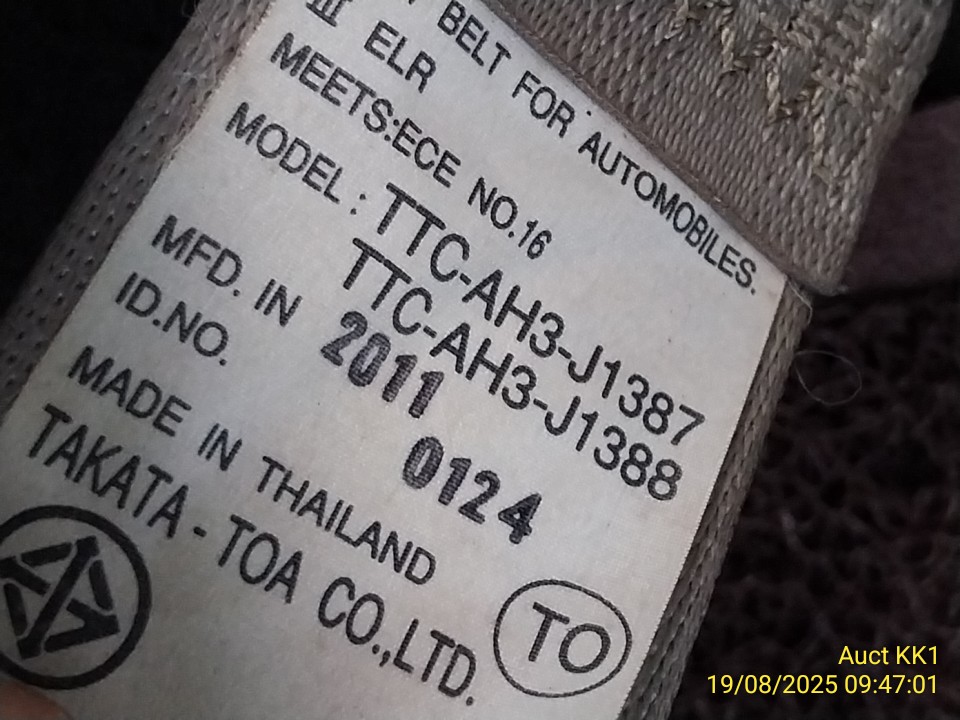 BELT FOR AUTOMOBILES.
III ELR
MEETS:ECE NO.16
MODEL : TTC-AH3-J1387
TTC-AH3-J1388
MFD. IN 2011
ID.NO. 0124
MADE IN THAILAND
TAKATA - TOA CO.,LTD.
TO
Auct KK1
19/08/2025 09:47:01